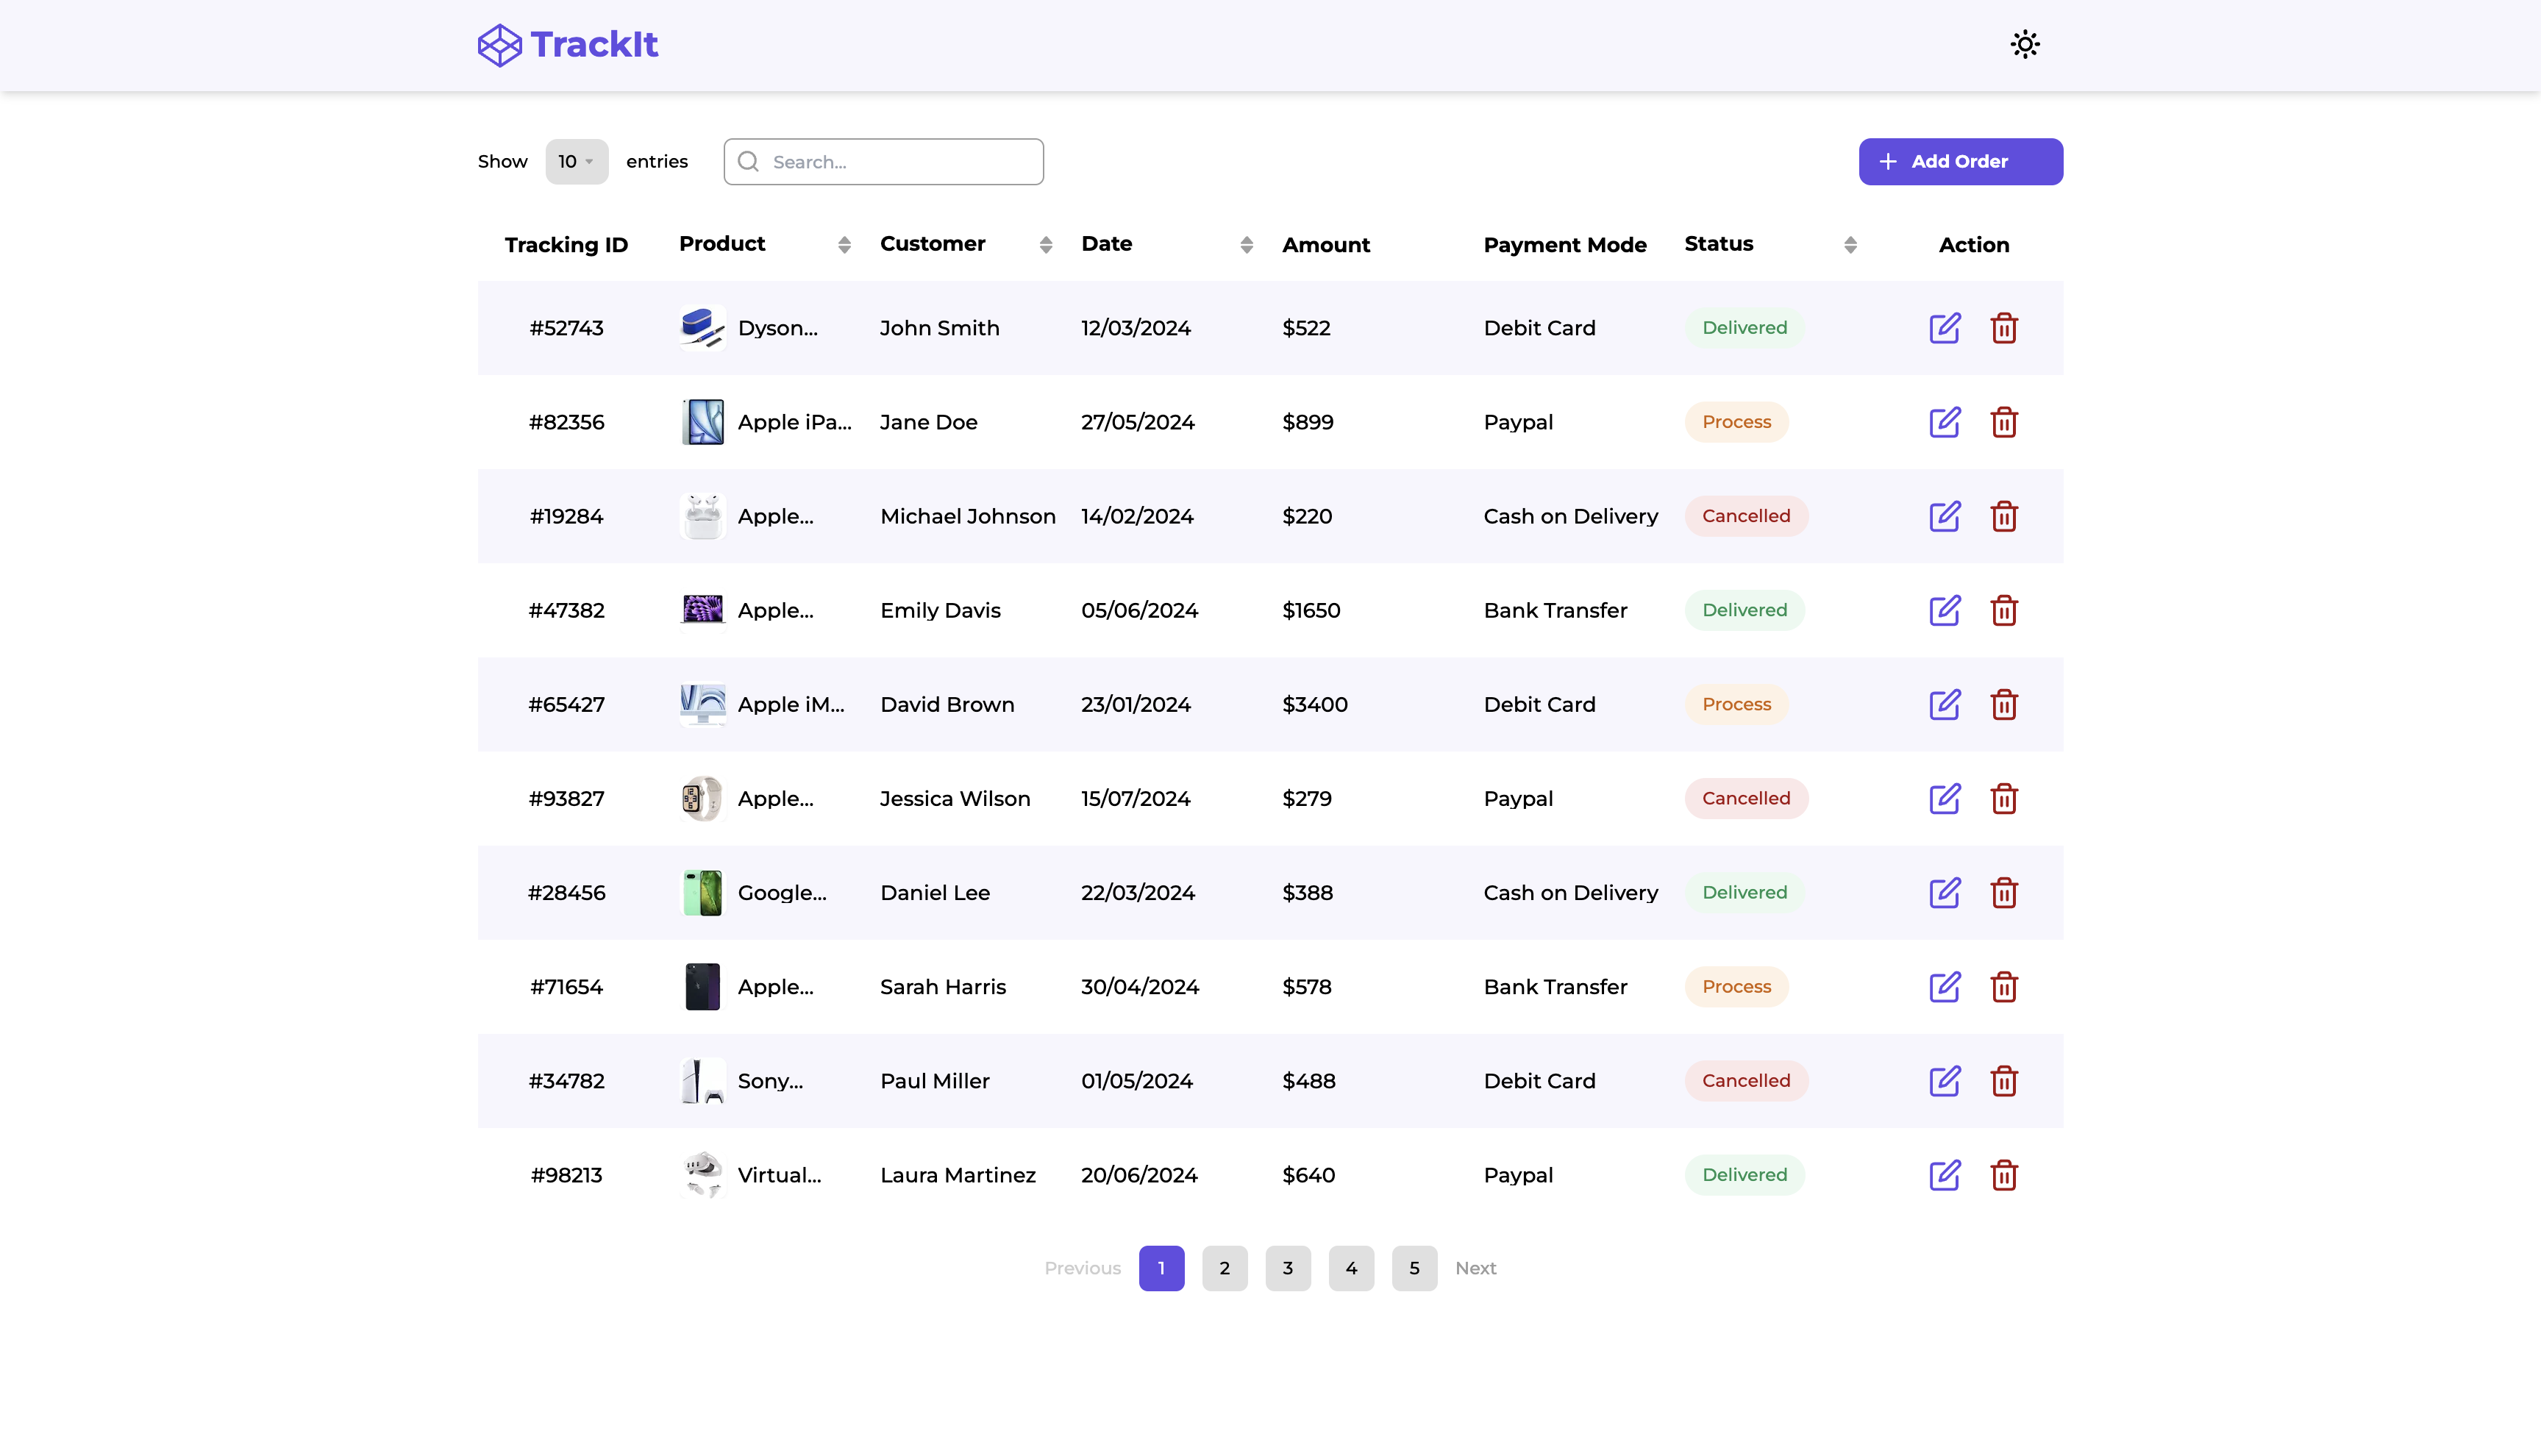 TrackIt
Show 10 entries Search... Add Order
Tracking ID Product Customer Date Amount Payment Mode Status Action
#52743 Dyson... John Smith 12/03/2024 $522 Debit Card Delivered
#82356 Apple iPa... Jane Doe 27/05/2024 $899 Paypal Process
#19284 Apple... Michael Johnson 14/02/2024 $220 Cash on Delivery Cancelled
#47382 Apple... Emily Davis 05/06/2024 $1650 Bank Transfer Delivered
#65427 Apple iM... David Brown 23/01/2024 $3400 Debit Card Process
#93827 Apple... Jessica Wilson 15/07/2024 $279 Paypal Cancelled
#28456 Google... Daniel Lee 22/03/2024 $388 Cash on Delivery Delivered
#71654 Apple... Sarah Harris 30/04/2024 $578 Bank Transfer Process
#34782 Sony... Paul Miller 01/05/2024 $488 Debit Card Cancelled
#98213 Virtual... Laura Martinez 20/06/2024 $640 Paypal Delivered
Previous 1 2 3 4 5 Next